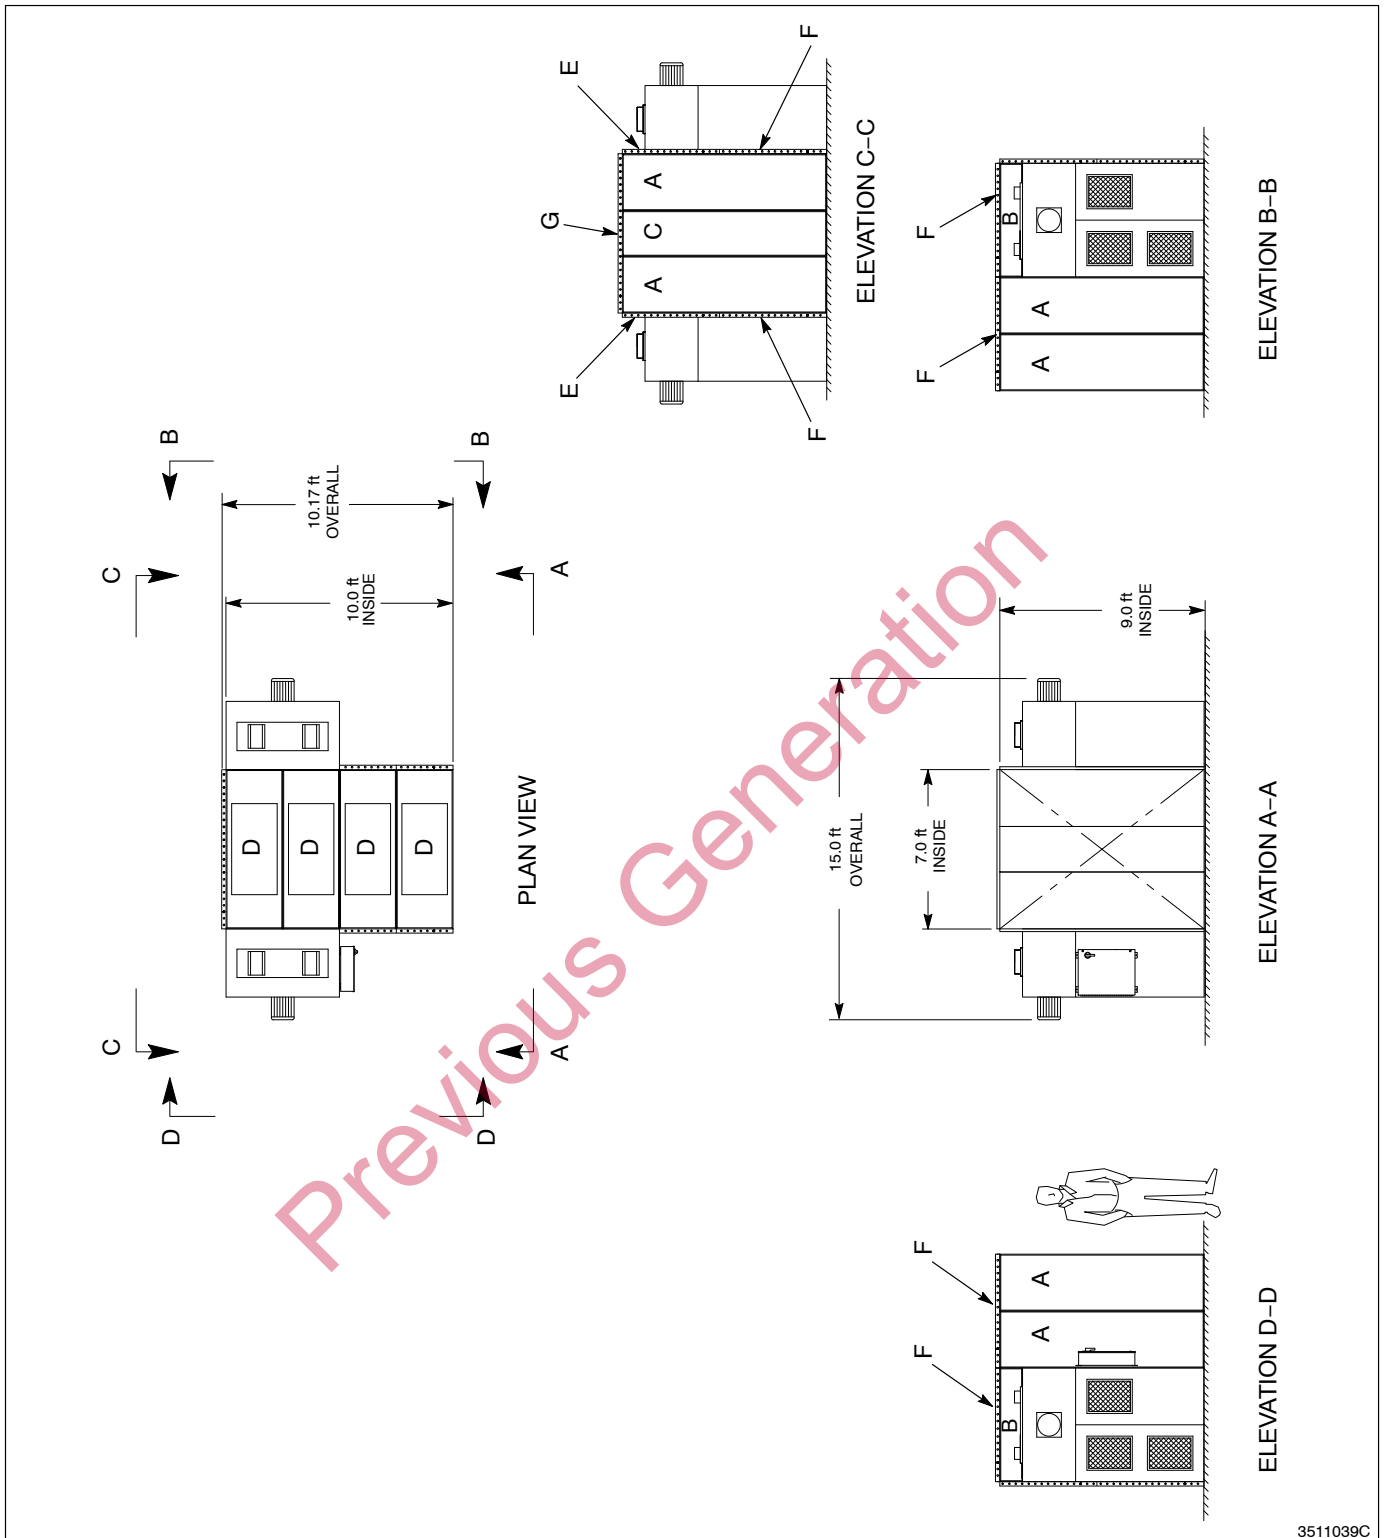 C
C
B
B
D
D
A
A
10.17 ft
OVERALL
10.0 ft
INSIDE
D
D
D
D
PLAN VIEW
E
E
F
F
G
A
C
A
ELEVATION C–C
F
F
B
A
A
ELEVATION D–D
15.0 ft
OVERALL
7.0 ft
INSIDE
9.0 ft
INSIDE
ELEVATION A–A
F
F
A
A
B
ELEVATION B–B
Previous Generation
3511039C